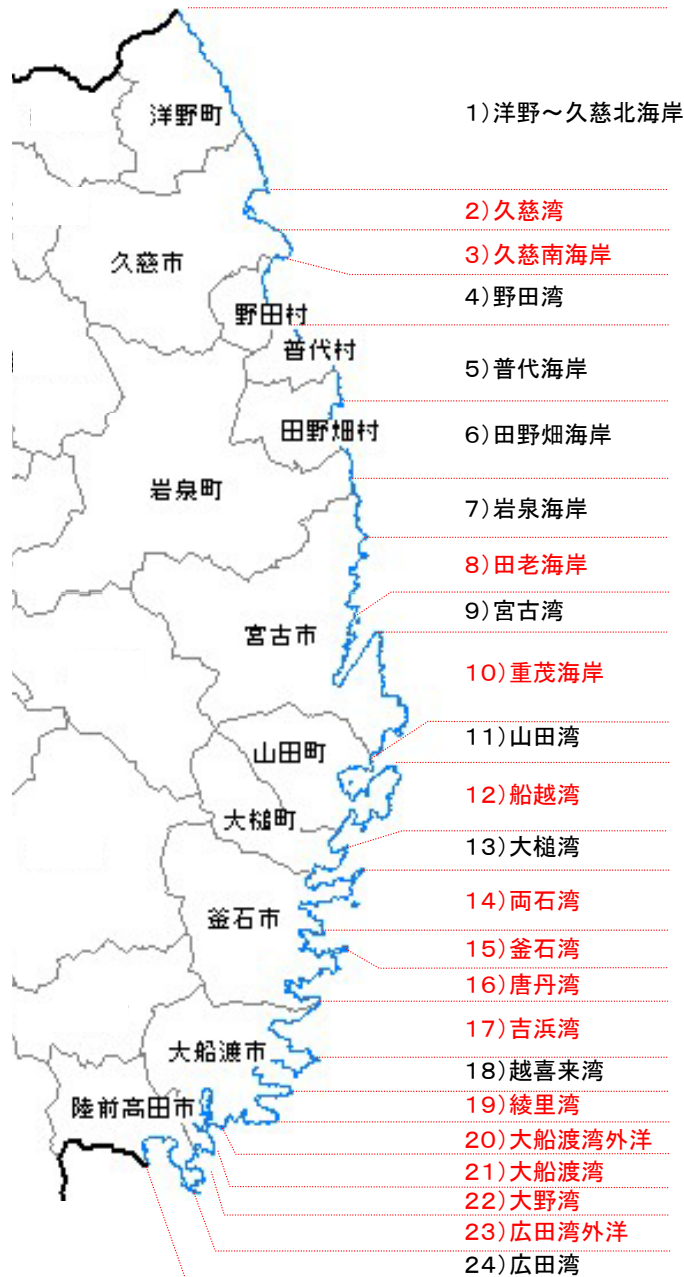 洋野町
久慈市
野田村
普代村
田野畑村
岩泉町
宮古市
山田町
大槌町
釜石市
大船渡市
陸前高田市
1)洋野～久慈北海岸
2)久慈湾
3)久慈南海岸
4)野田湾
5)普代海岸
6)田野畑海岸
7)岩泉海岸
8)田老海岸
9)宮古湾
10)重茂海岸
11)山田湾
12)船越湾
13)大槌湾
14)両石湾
15)釜石湾
16)唐丹湾
17)吉浜湾
18)越喜来湾
19)綾里湾
20)大船渡湾外洋
21)大船渡湾
22)大野湾
23)広田湾外洋
24)広田湾